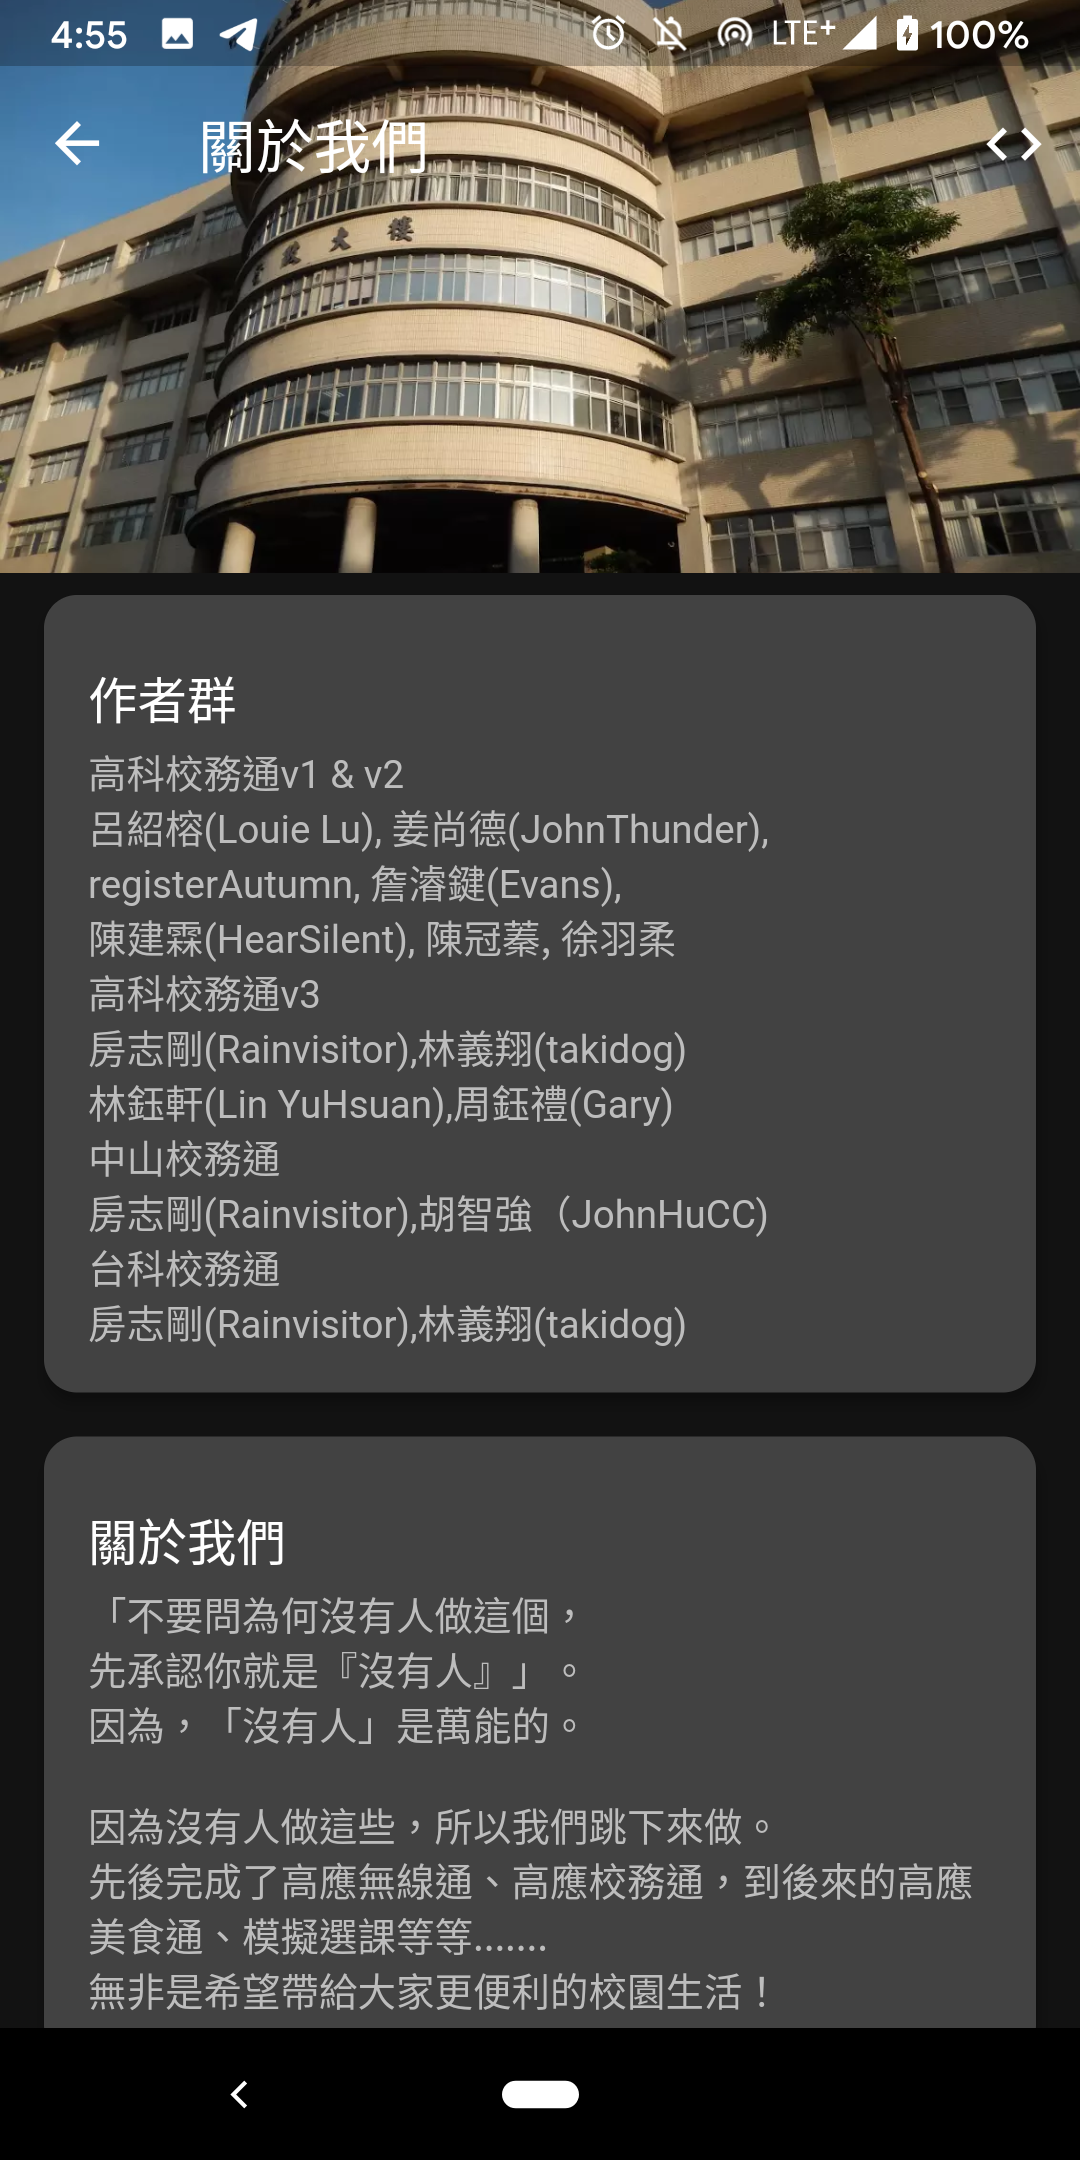 4:55 LTE+ 100%
關於我們
大樓
作者群
高科校務通v1 & v2
呂紹榕(Louie Lu), 姜尚德(JohnThunder),
registerAutumn, 詹濬鍵(Evans),
陳建霖(HearSilent), 陳冠蓁, 徐羽柔
高科校務通v3
房志剛(Rainvisitor),林義翔(takidog)
林鈺軒(Lin YuHsuan),周鈺禮(Gary)
中山校務通
房志剛(Rainvisitor),胡智強（JohnHuCC)
台科校務通
房志剛(Rainvisitor),林義翔(takidog)
關於我們
「不要問為何沒有人做這個，
先承認你就是『沒有人』」。
因為，「沒有人」是萬能的。
因為沒有人做這些，所以我們跳下來做。
先後完成了高應無線通、高應校務通，到後來的高應
美食通、模擬選課等等.......
無非是希望帶給大家更便利的校園生活！